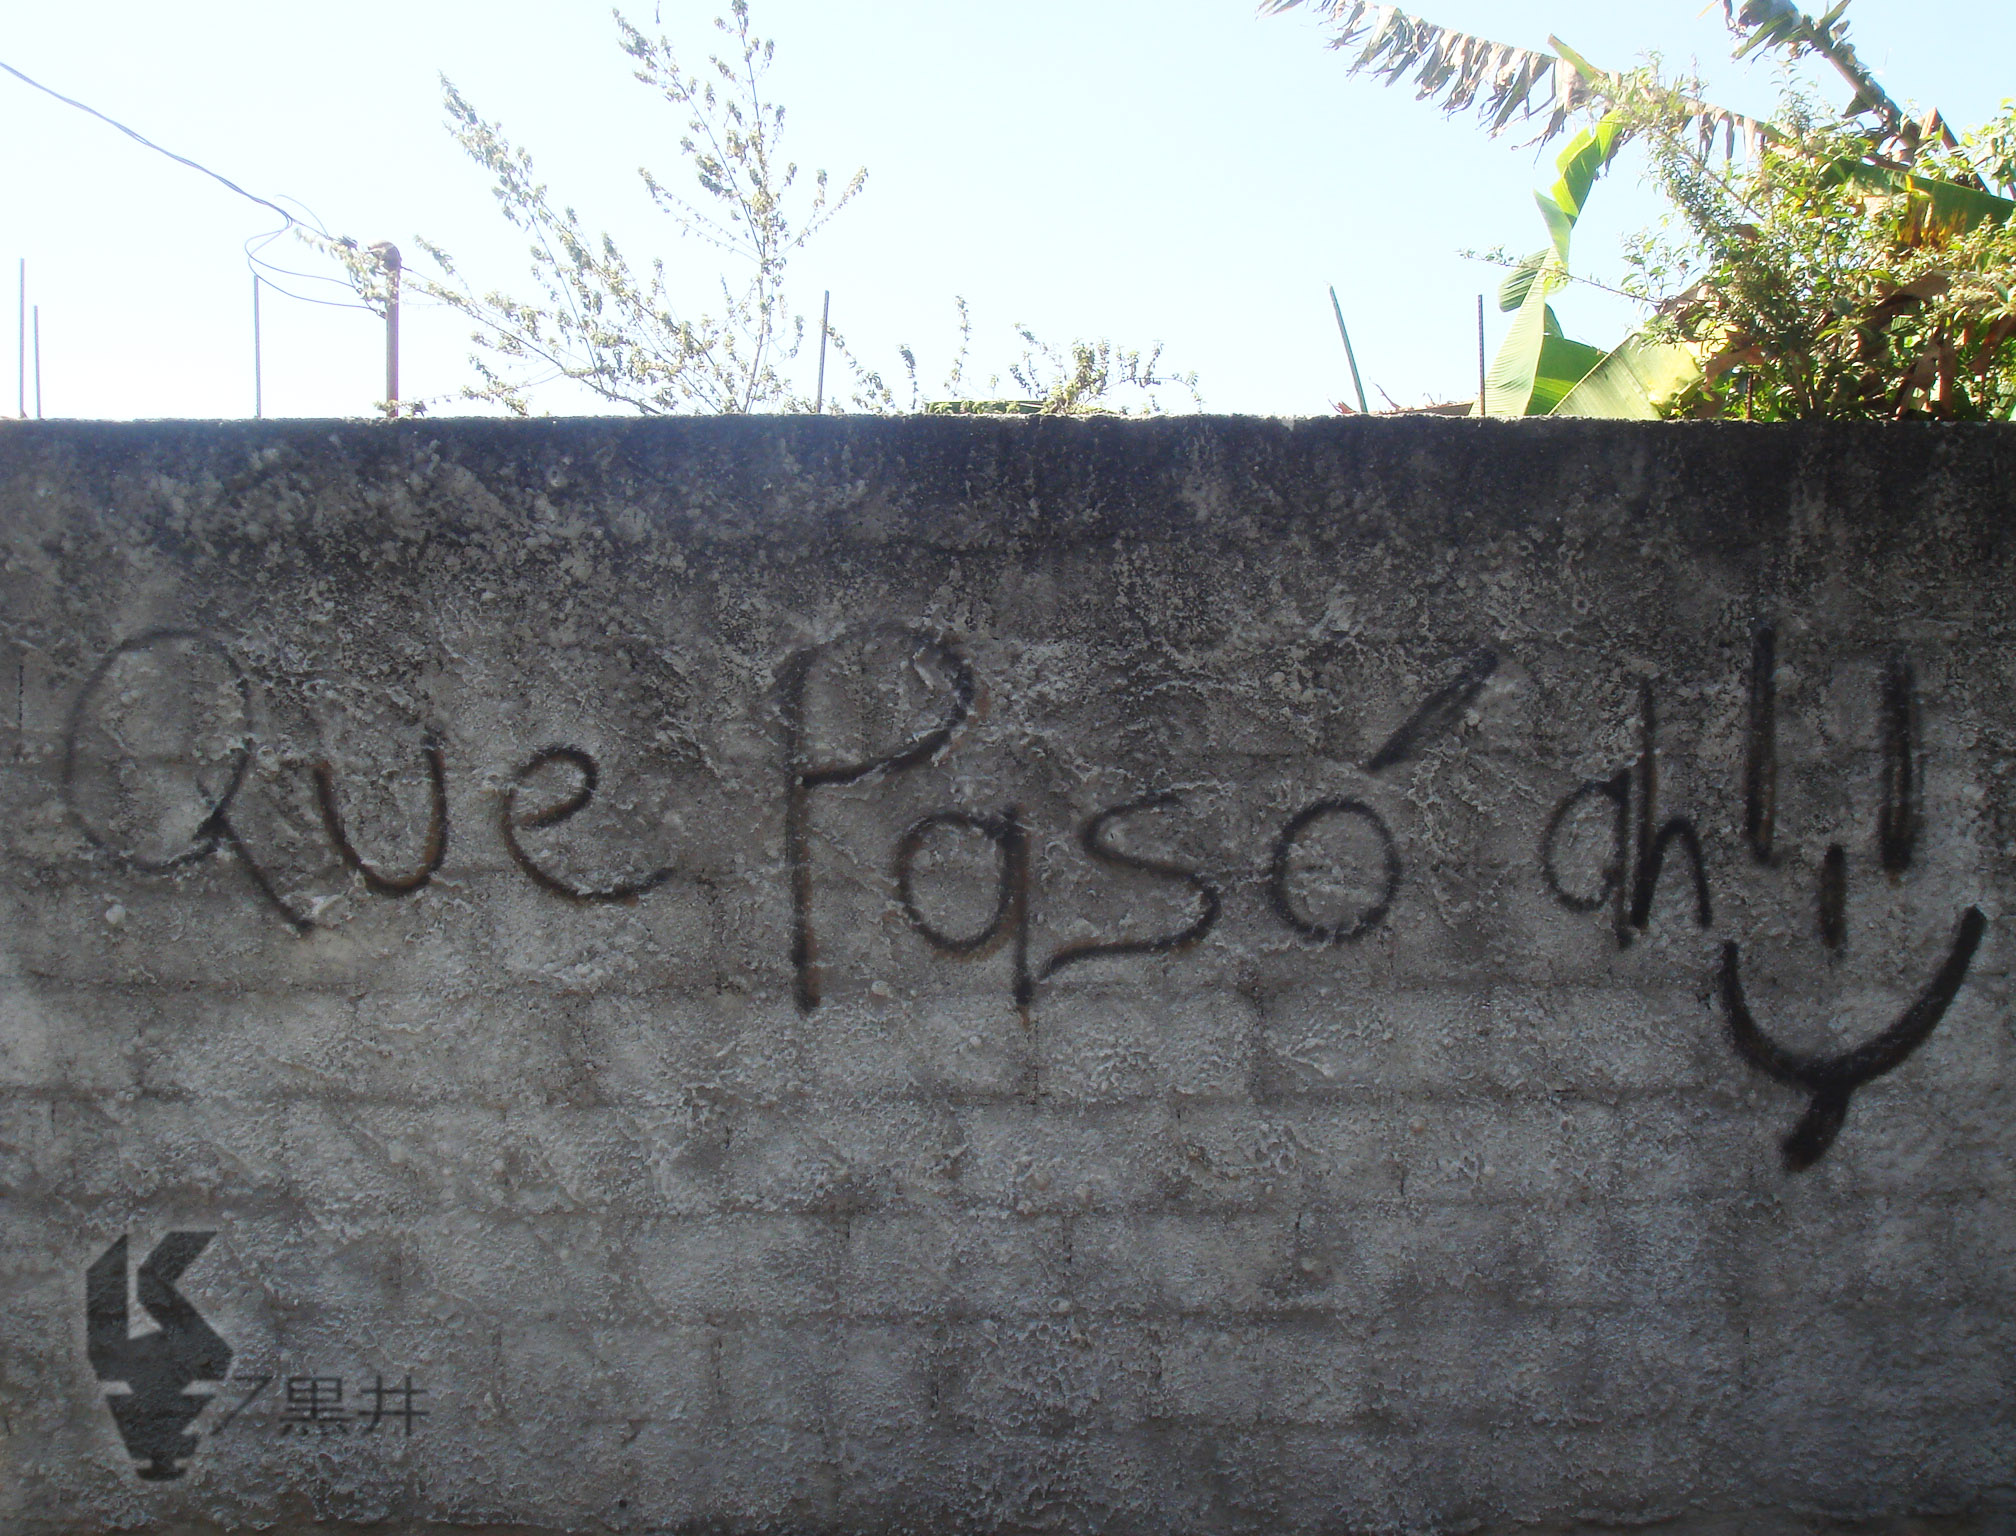 Que Pasó ah
7黒井